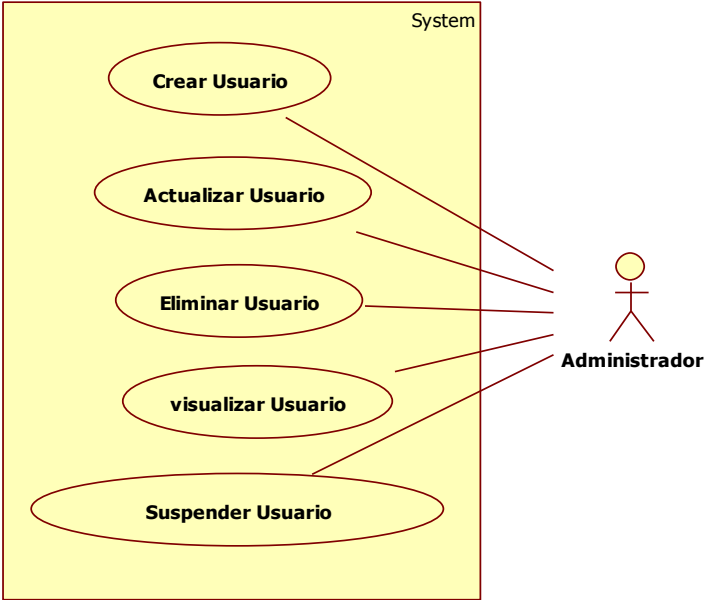 System
Crear Usuario
Actualizar Usuario
Eliminar Usuario
Administrador
visualizar Usuario
Suspender Usuario